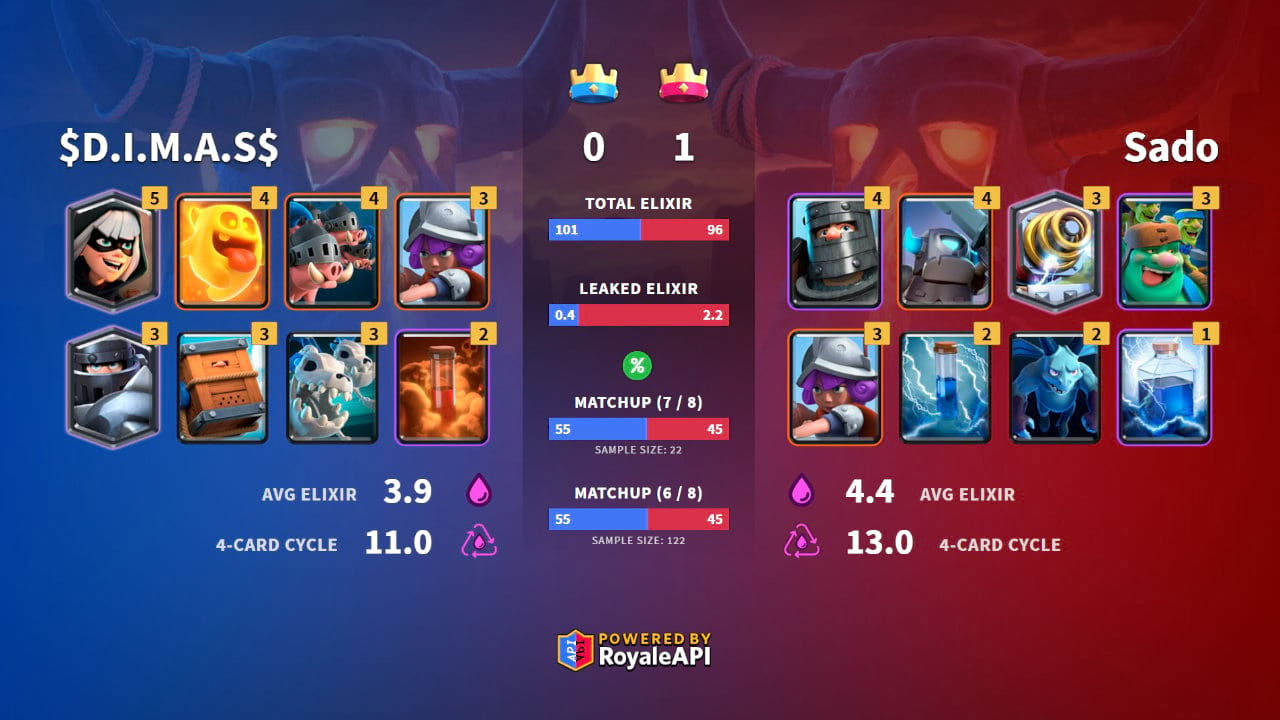 $D.I.M.A.S$
0 1
Sado
5 4 4 3
3 3 3 2
TOTAL ELIXIR
101 96
LEAKED ELIXIR
0.4 2.2
%
MATCHUP (7 / 8)
55 45
SAMPLE SIZE: 22
MATCHUP (6 / 8)
55 45
SAMPLE SIZE: 122
4 4 3 3
3 2 2 1
AVG ELIXIR 3.9
4-CARD CYCLE 11.0
4.4 AVG ELIXIR
13.0 4-CARD CYCLE
API
POWERED BY
RoyaleAPI